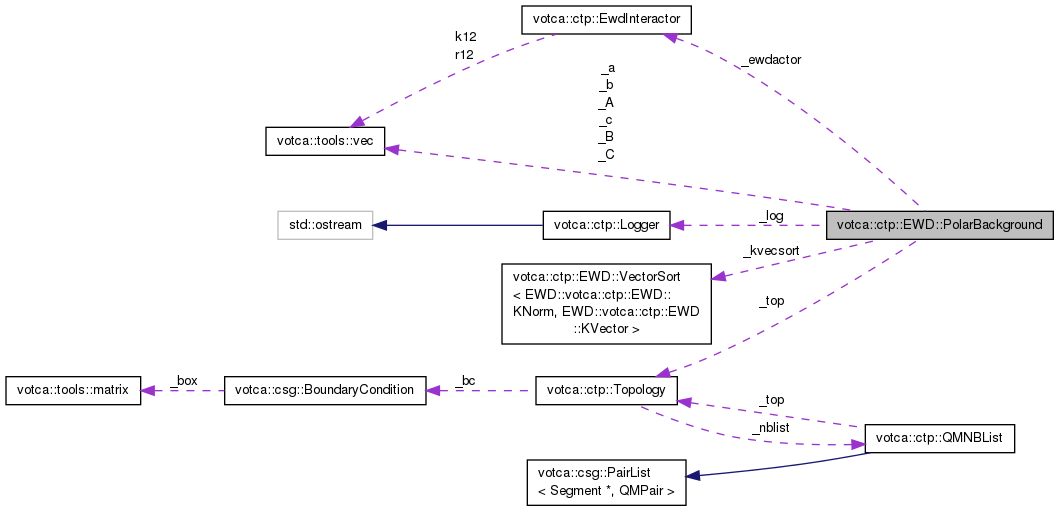 votca::ctp::EwdInteractor
k12
r12
_ewdactor
_a
_b
_A
_c
_B
_C
votca::tools::vec
std::ostream
votca::ctp::Logger
_log
votca::ctp::EWD::PolarBackground
_kvecsort
votca::ctp::EWD::VectorSort
< EWD::votca::ctp::EWD::
KNorm, EWD::votca::ctp::EWD
::KVector >
_top
votca::tools::matrix
_box
votca::csg::BoundaryCondition
_bc
votca::ctp::Topology
_top
_nblist
votca::ctp::QMNBList
votca::csg::PairList
< Segment *, QMPair >